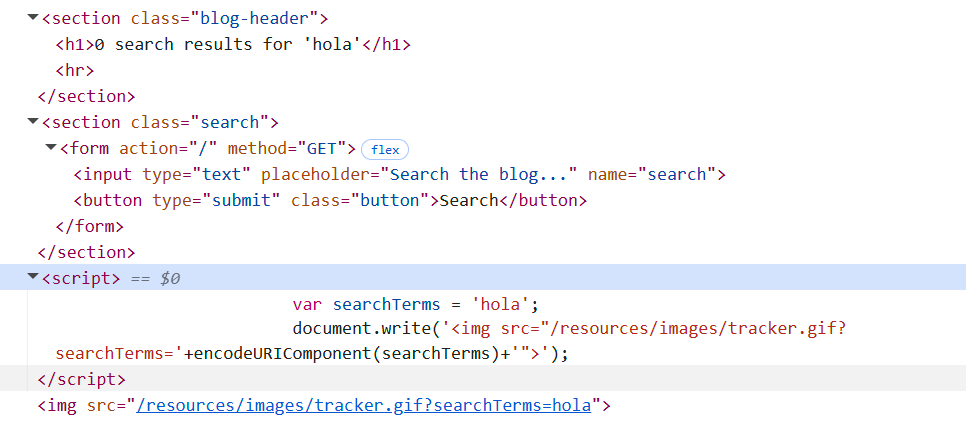 ▼<section class="blog-header">
<h1>0 search results for 'hola'</h1>
<hr>
</section>
▼<section class="search">
▼<form action="/" method="GET"> flex
<input type="text" placeholder="Search the blog..." name="search">
<button type="submit" class="button">Search</button>
</form>
</section>
▼<script> == $0
var searchTerms = 'hola';
document.write('<img src="/resources/images/tracker.gif?
searchTerms='+encodeURIComponent(searchTerms)+'">');
</script>
<img src="/resources/images/tracker.gif?searchTerms=hola">